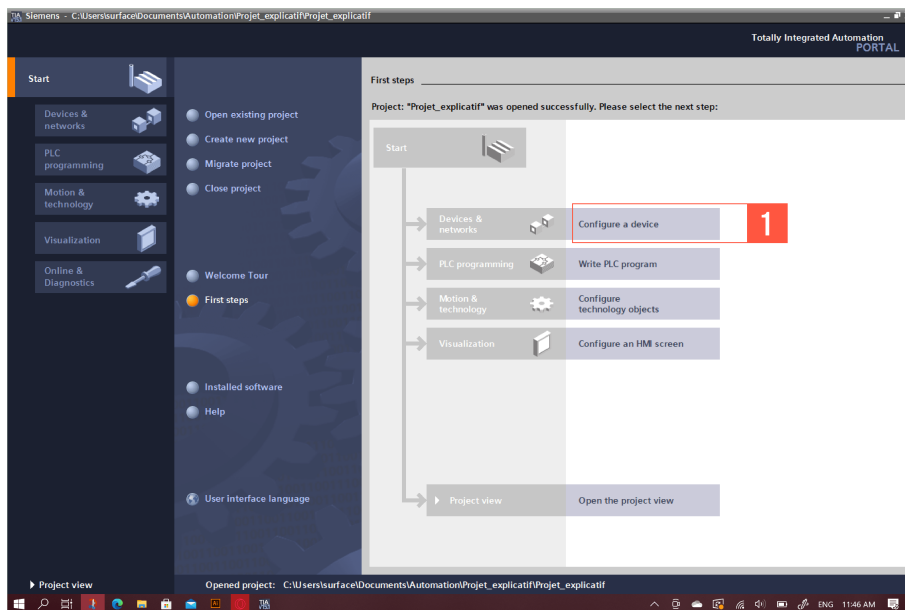 Siemens - C:\Users\surface\Documents\Automation\Projet_explicatif\Projet_explicatif
Totally Integrated Automation
PORTAL
Start
Devices &
networks
PLC
programming
Motion &
technology
Visualization
Online &
Diagnostics
Project view
Open existing project
Create new project
Migrate project
Close project
Welcome Tour
First steps
Installed software
Help
User interface language
First steps
Project: "Projet_explicatif" was opened successfully. Please select the next step:
Start
Devices &
networks
Configure a device
1
PLC programming
Write PLC program
Motion &
technology
Configure
technology objects
Visualization
Configure an HMI screen
Project view
Open the project view
Opened project: C:\Users\surface\Documents\Automation\Projet_explicatif\Projet_explicatif
ENG 11:46 AM